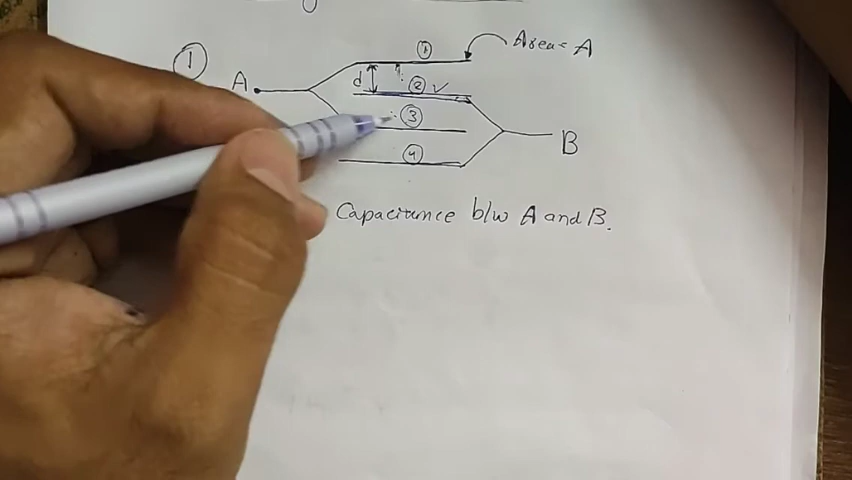 ①
A
①
Area = A
d
② ✓
③
④
B
Capacitance b/w A and B.